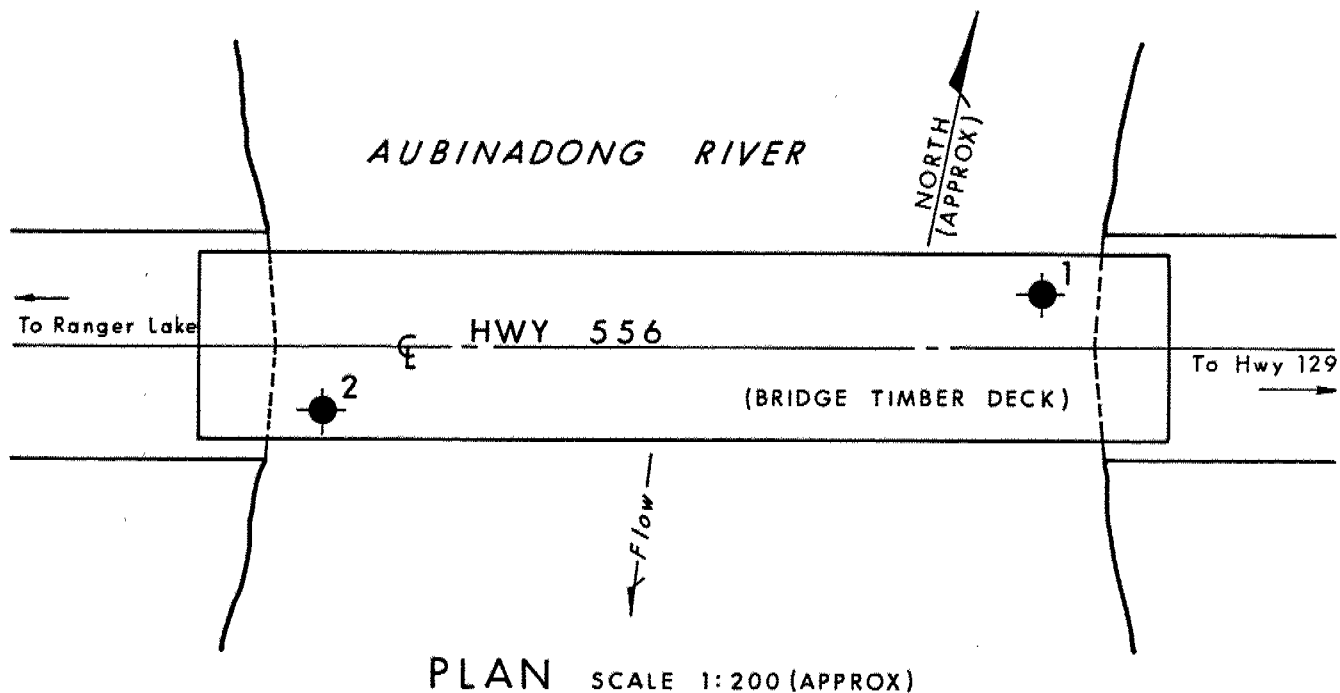 AUBINADONG RIVER
NORTH
(APPROX)
1
To Ranger Lake
HWY 556
℄
To Hwy 129
2
(BRIDGE TIMBER DECK)
Flow
PLAN SCALE 1:200 (APPROX)